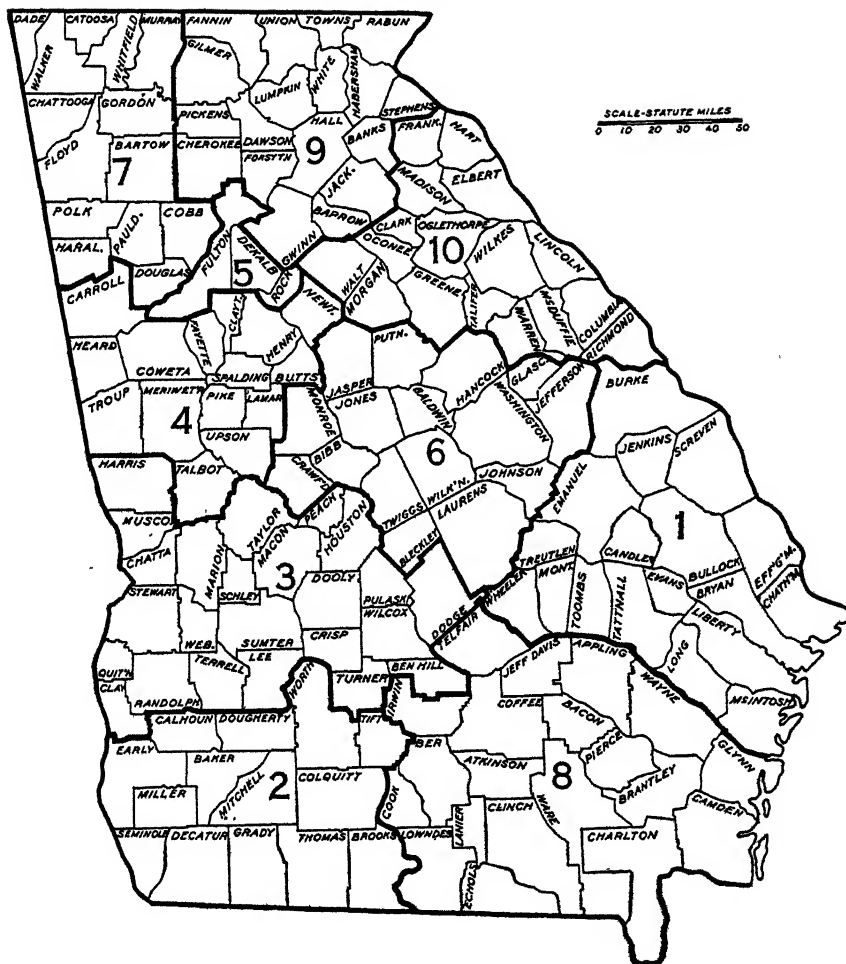 DADE
CATOOSA
MURRAY
FANNIN
UNION
TOWNS
RABUN
WALKER
WHITFIELD
GILMER
LUMPKIN
WHITE
HABERSHAM
CHATTOOGA
GORDON
PICKENS
DAWSON
HALL
STEPHENS
SCALE-STATUTE MILES
0 10 20 30 40 50
FLOYD
BARTOW
CHEROKEE
FORSYTH
9
BANKS
FRANK.
HART
7
JACK.
MADISON
ELBERT
POLK
PAULD.
COBB
BARROW
CLARK
OGLETHORPE
HARAL.
DOUGLAS
FULTON
DEKALB
GWINN
OCONEE
10
WILKES
LINCOLN
CARROLL
5
ROCK
NEWT.
WALT
MORGAN
GREENE
TALIFER
CLAYT.
WARREN
MSDUFFIE
COLUMBIA
RICHMOND
HEARD
COWETA
FAYETTE
HENRY
PUTN.
HANCOCK
GLASC.
JEFFERSON
BURKE
SPALDING
BUTTS
JASPER
TROUP
MERIWETR
PIKE
LAMAR
MONROE
JONES
BALDWIN
WASHINGTON
4
UPSON
BIBB
6
JENKINS
SCREVEN
HARRIS
TALBOT
CRAWF'D
WILK'N.
JOHNSON
EMANUEL
MUSCO.
TAYLOR
PEACH
TWIGGS
LAURENS
CHATTA
MARION
MACON
HOUSTON
BLECKLEY
TREUTLEN
CANDLER
1
3
DOOLY
MONT.
EVANS
BULLOCK
EFF'G'M.
STEWART
SCHLEY
PULASKI
WHEELER
TOOMBS
TATTNALL
BRYAN
CHATH'M.
WEB.
SUMTER
CRISP
WILCOX
DODGE
TELFAIR
LIBERTY
QUIT'N
TERRELL
LEE
BEN HILL
JEFF DAVIS
APPLING
LONG
CLAY
RANDOLPH
WORTH
TURNER
IRWIN
WAYNE
MSINTOSH
CALHOUN
DOUGHERTY
TIFT
COFFEE
BACON
EARLY
BAKER
BER
ATKINSON
PIERCE
GLYNN
MILLER
MITCHELL
2
COLQUITT
COOK
8
BRANTLEY
CAMDEN
SEMINOLE
DECATUR
GRADY
THOMAS
BROOKS
LOWNDES
LANIER
CLINCH
WARE
CHARLTON
ECHOLS